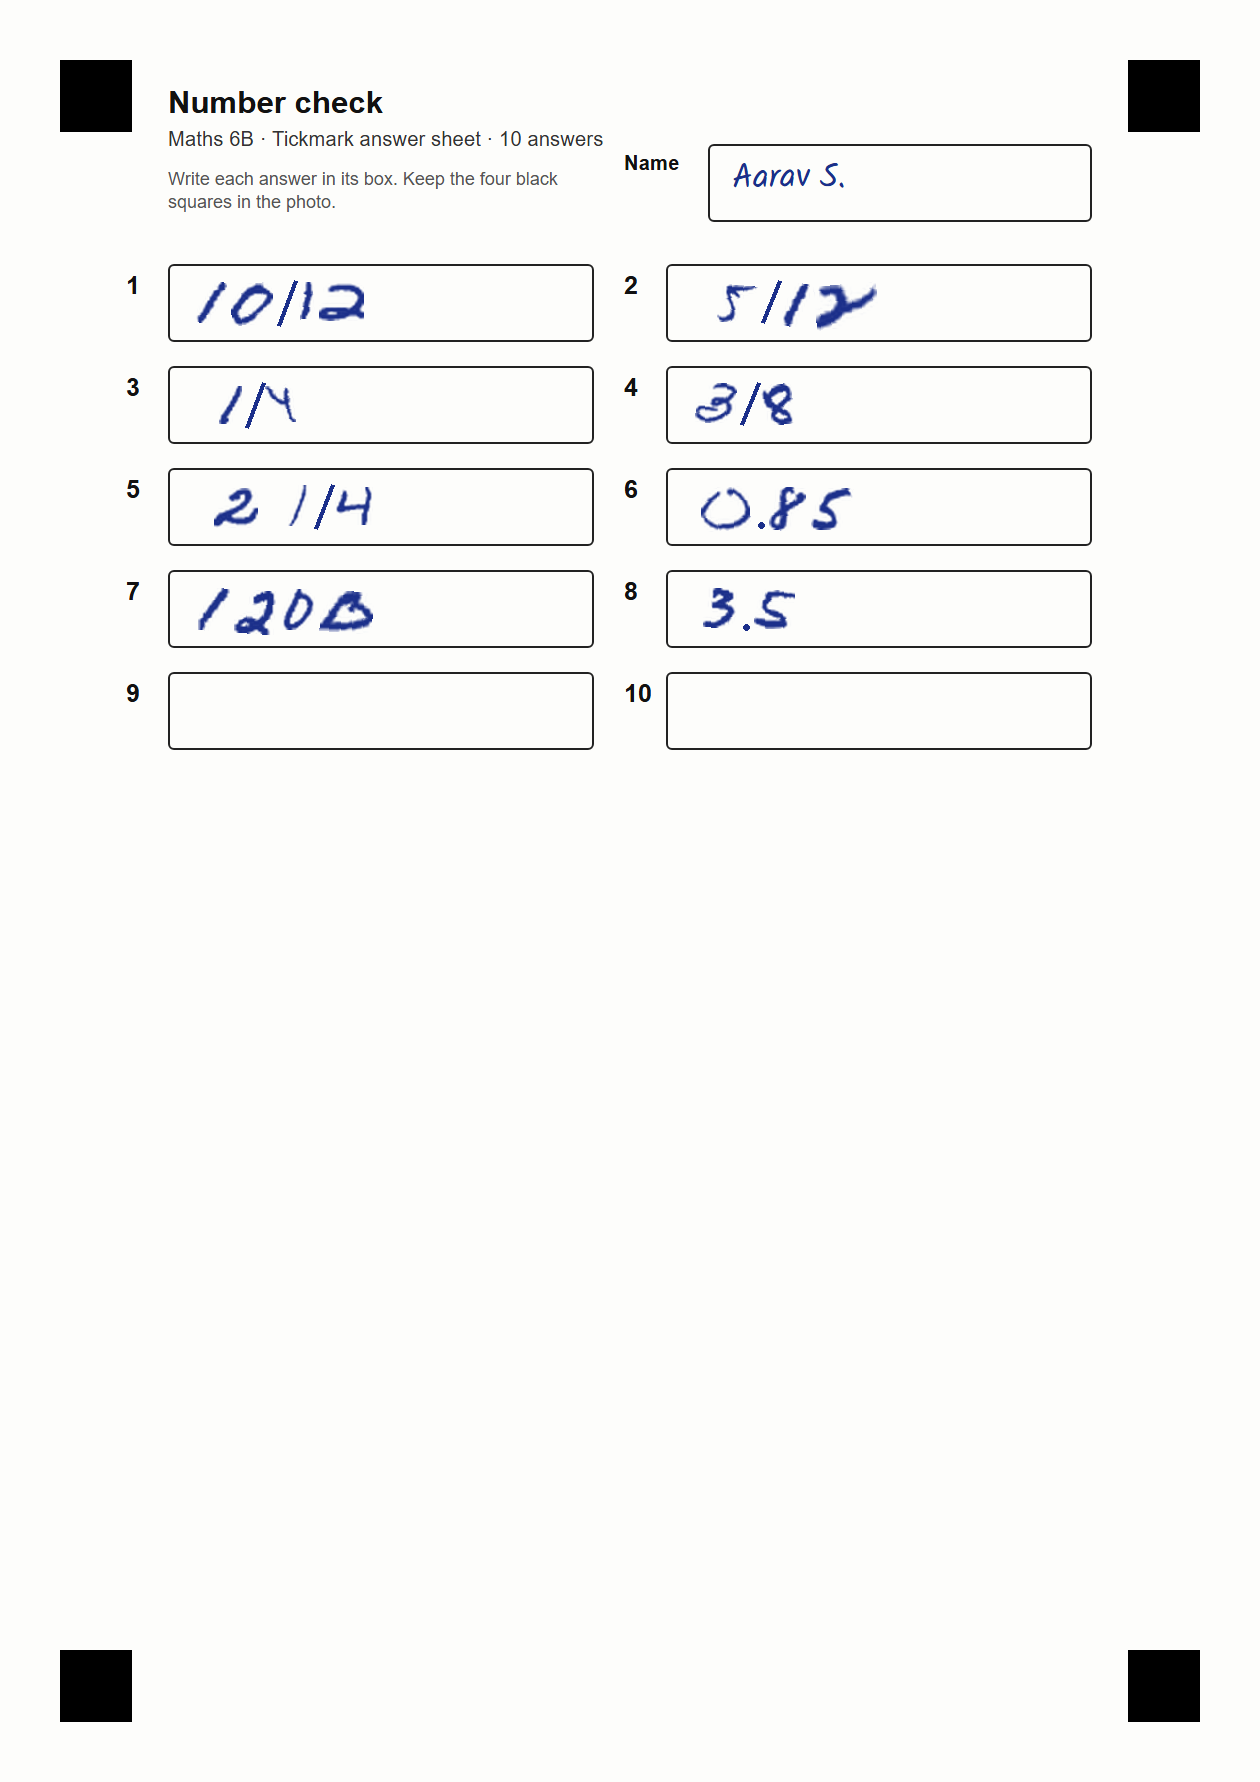 Number check
Maths 6B · Tickmark answer sheet · 10 answers
Write each answer in its box. Keep the four black
squares in the photo.
Name Aarav S.
1 10/12
2 5/12
3 1/4
4 3/8
5 2 1/4
6 0.85
7 120
8 3.5
9
10